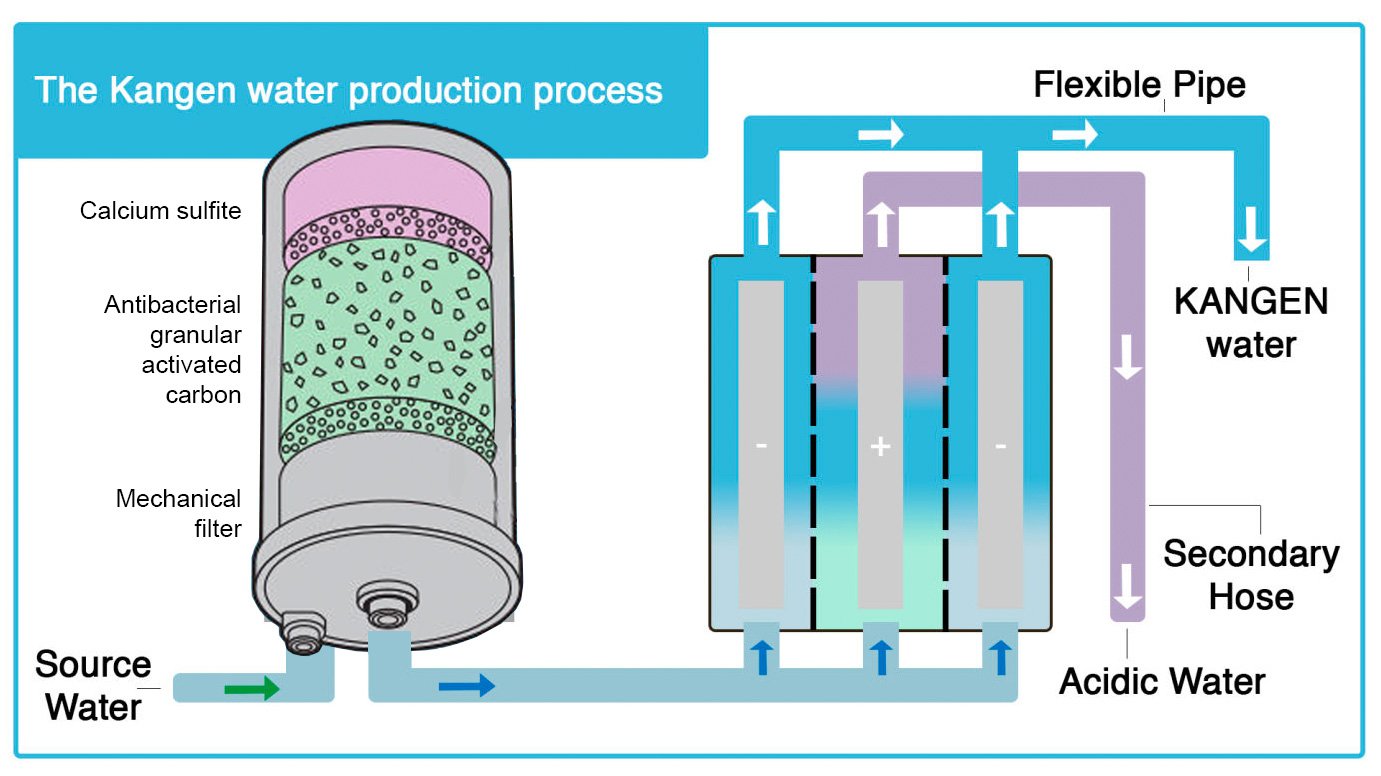 The Kangen water production process
Flexible Pipe
Calcium sulfite
Antibacterial
granular
activated
carbon
KANGEN
water
-
+
-
Mechanical
filter
Secondary
Hose
Source
Water
Acidic Water